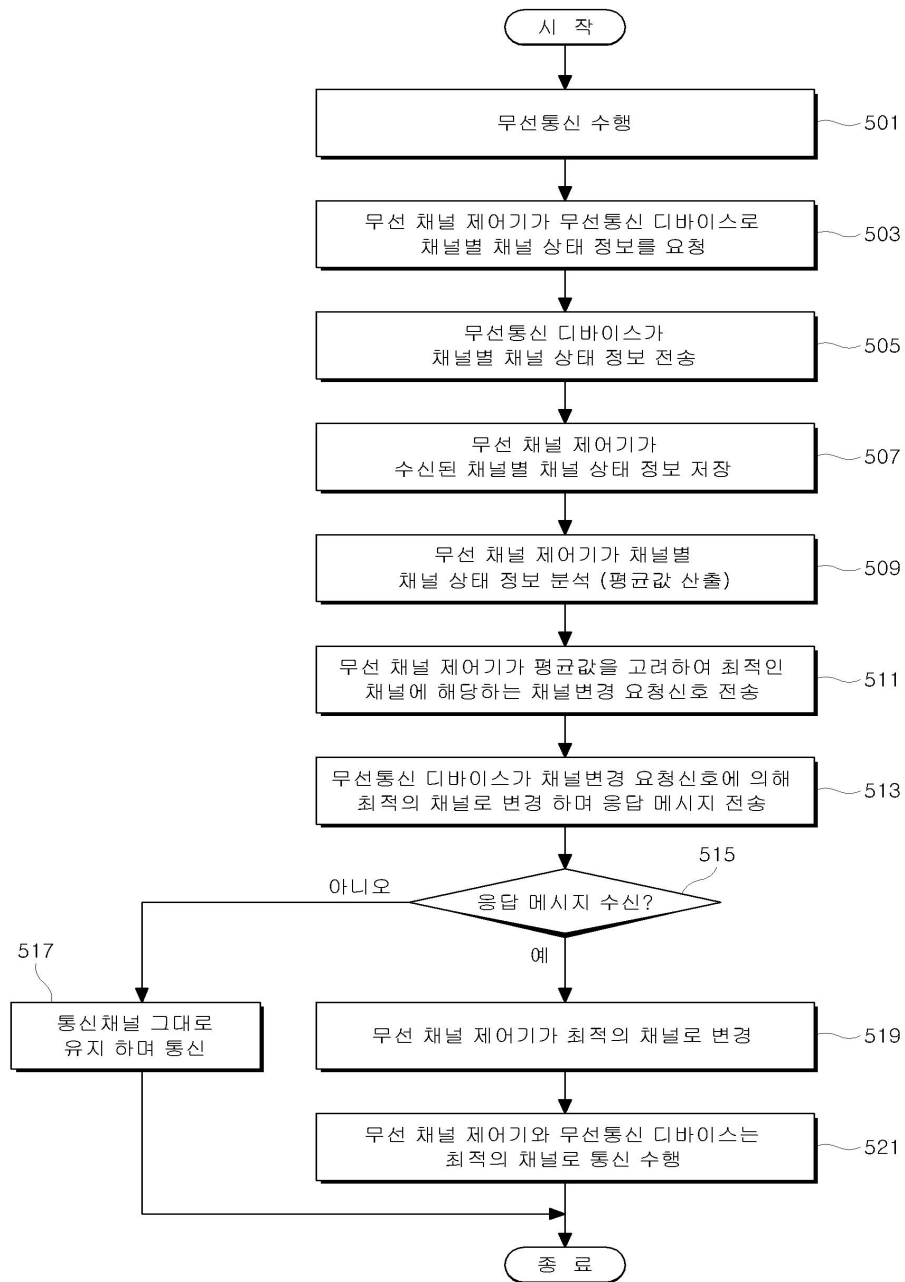 시 작
무선통신 수행
501
무선 채널 제어기가 무선통신 디바이스로
채널별 채널 상태 정보를 요청
503
무선통신 디바이스가
채널별 채널 상태 정보 전송
505
무선 채널 제어기가
수신된 채널별 채널 상태 정보 저장
507
무선 채널 제어기가 채널별
채널 상태 정보 분석 (평균값 산출)
509
무선 채널 제어기가 평균값을 고려하여 최적인
채널에 해당하는 채널변경 요청신호 전송
511
무선통신 디바이스가 채널변경 요청신호에 의해
최적의 채널로 변경 하며 응답 메시지 전송
513
515
아니오
응답 메시지 수신?
예
517
통신채널 그대로
유지 하며 통신
무선 채널 제어기가 최적의 채널로 변경
519
무선 채널 제어기와 무선통신 디바이스는
최적의 채널로 통신 수행
521
종 료